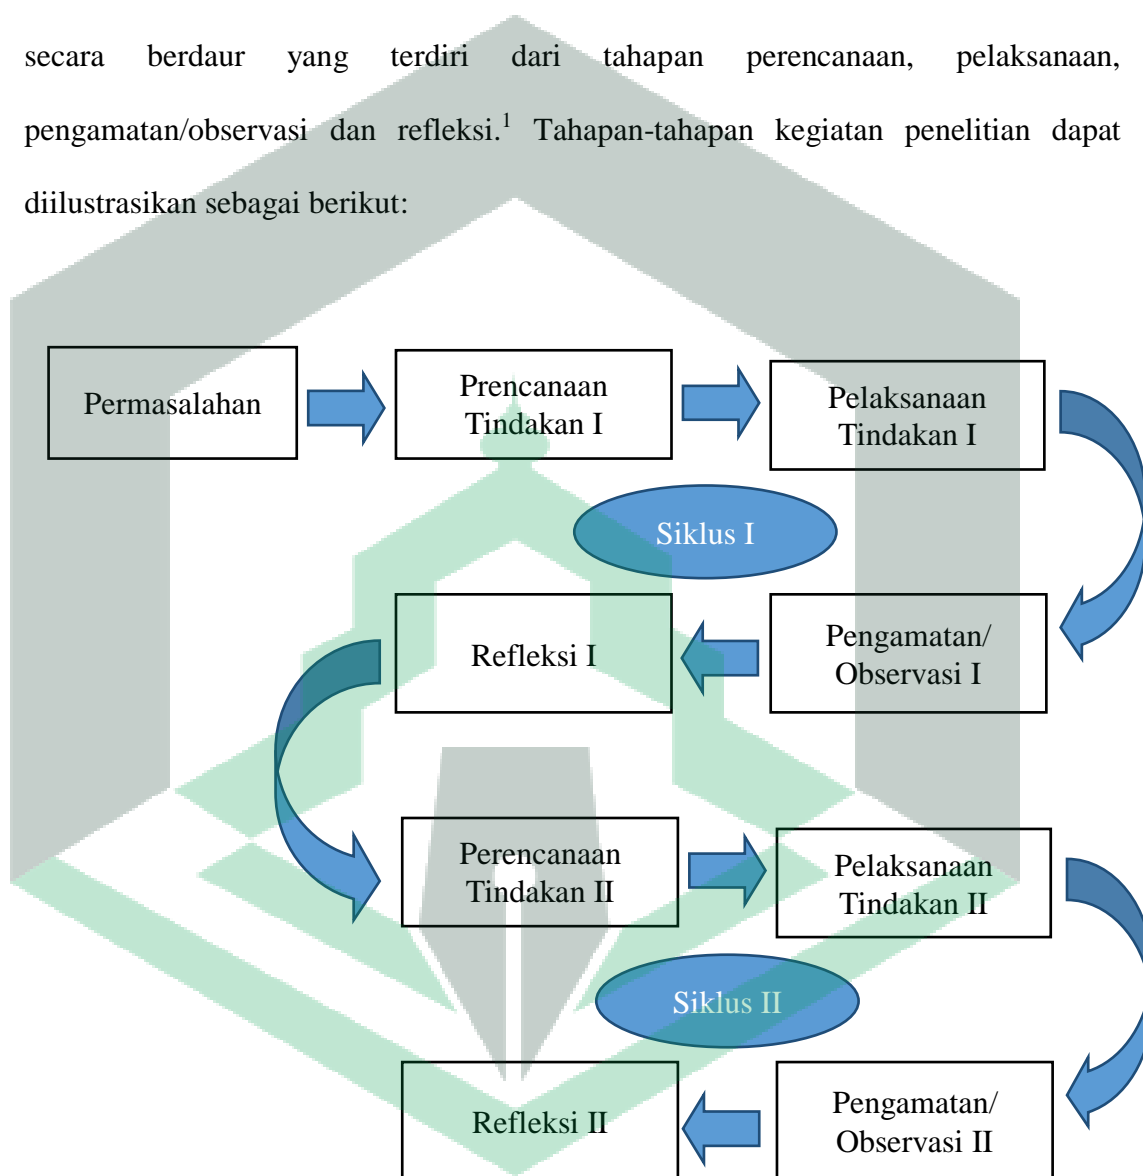 secara berdaur yang terdiri dari tahapan perencanaan, pelaksanaan,
pengamatan/observasi dan refleksi.¹ Tahapan-tahapan kegiatan penelitian dapat
diilustrasikan sebagai berikut:
Permasalahan
Prencanaan
Tindakan I
Pelaksanaan
Tindakan I
Siklus I
Pengamatan/
Observasi I
Refleksi I
Perencanaan
Tindakan II
Pelaksanaan
Tindakan II
Siklus II
Pengamatan/
Observasi II
Refleksi II